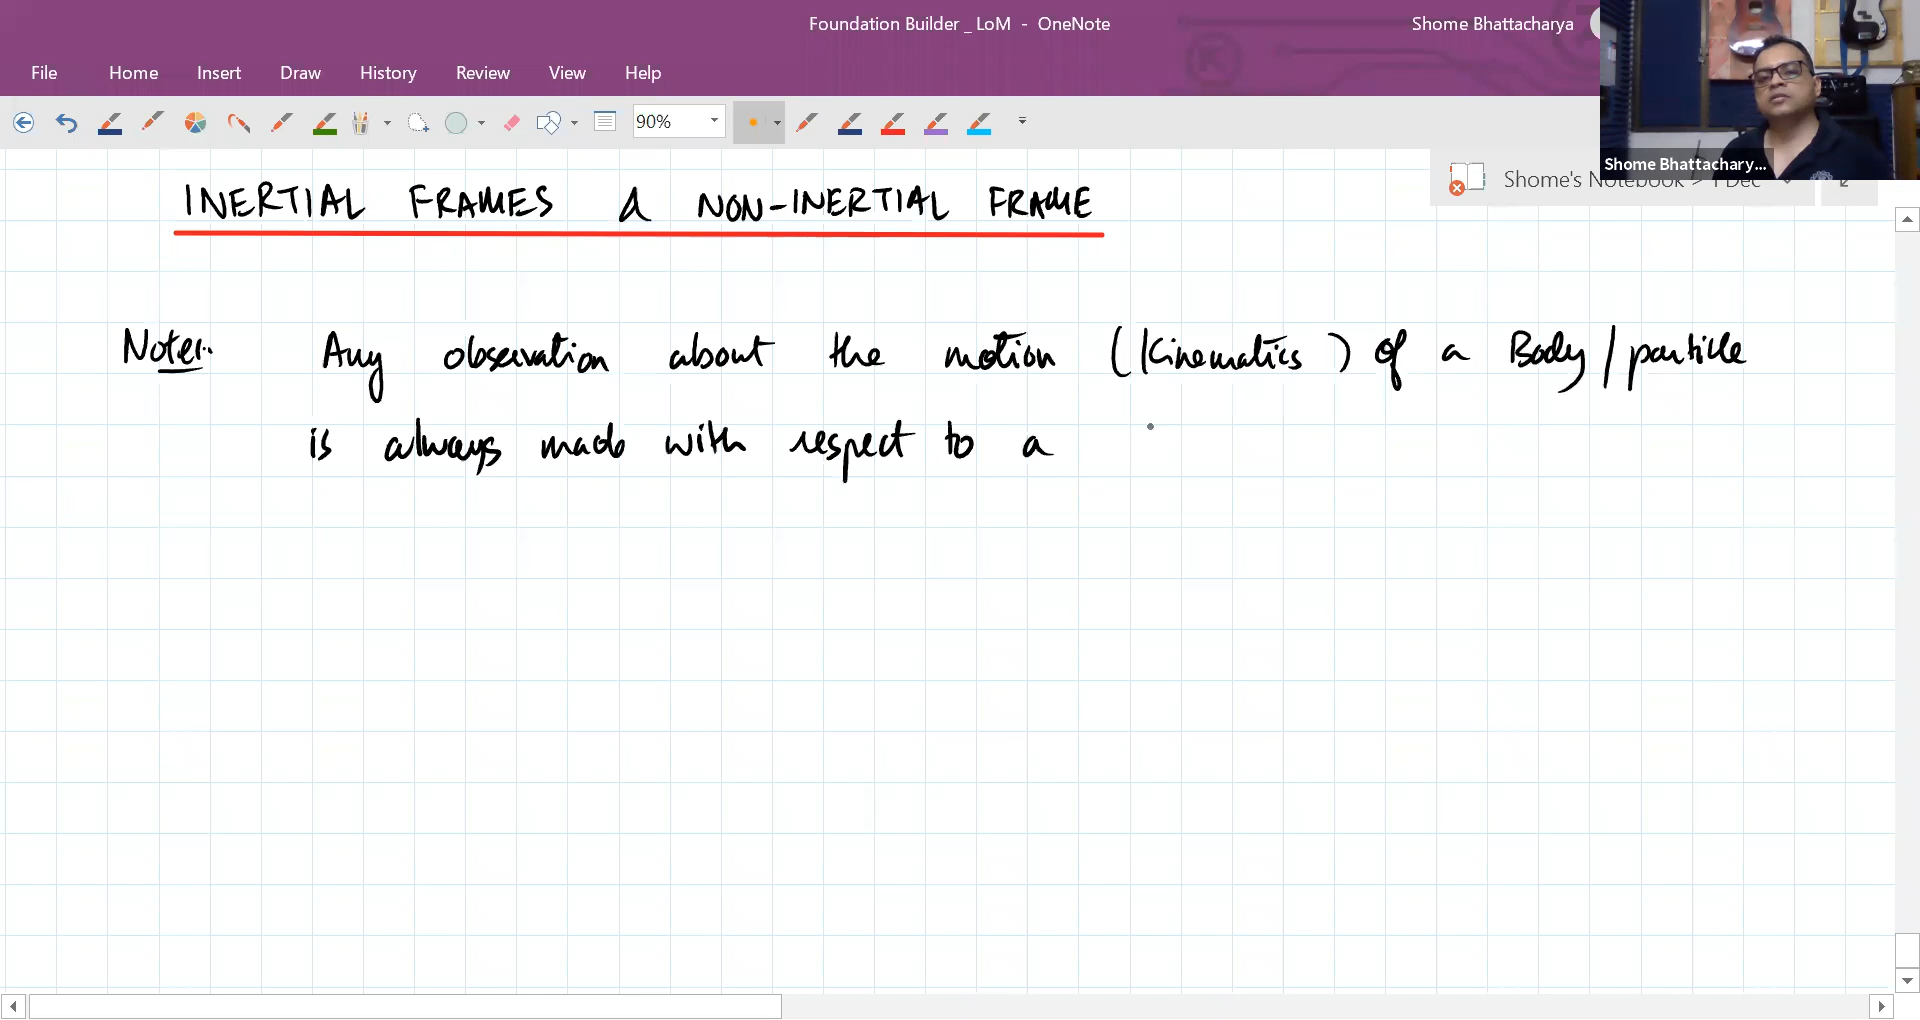 Foundation Builder _ LoM - OneNote
Shome Bhattacharya
File Home Insert Draw History Review View Help
90%
Shome Bhattachary...
Shome's Notebook > 1 Dec
INERTIAL FRAMES & NON-INERTIAL FRAME
Note:. Any observation about the motion (Kinematics) of a Body/particle
is always made with respect to a